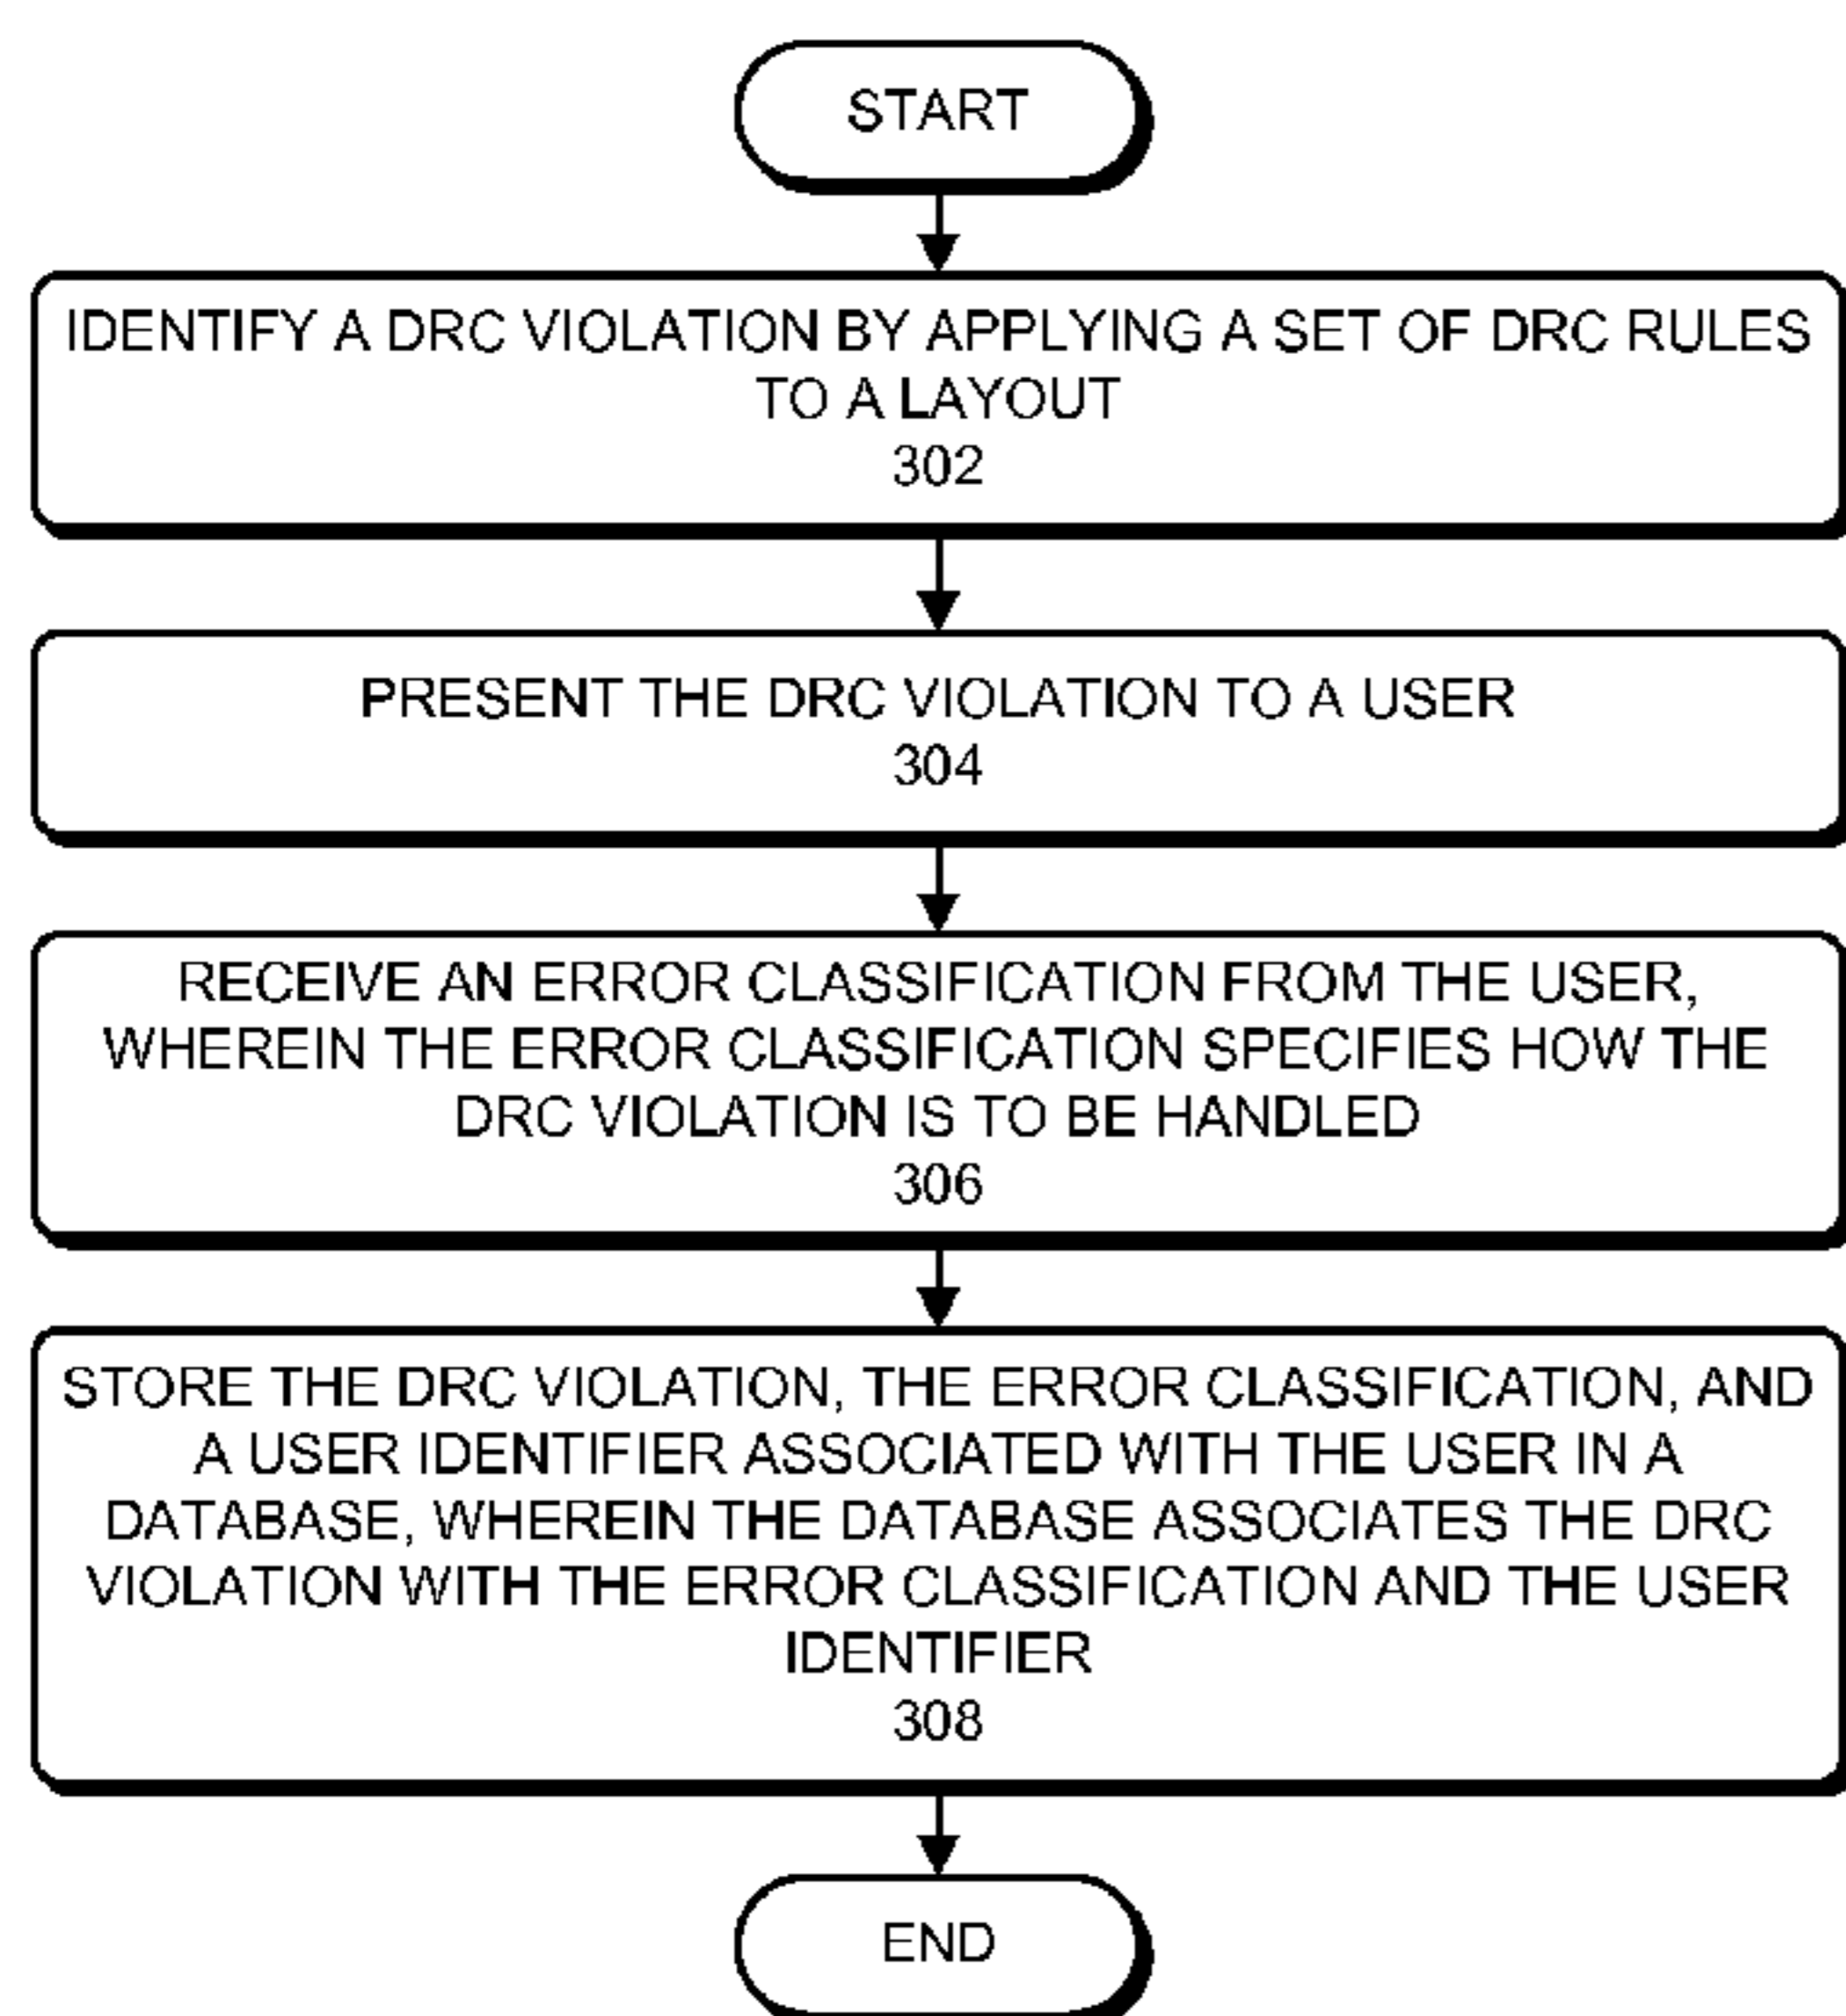 START
IDENTIFY A DRC VIOLATION BY APPLYING A SET OF DRC RULES
TO A LAYOUT
302
PRESENT THE DRC VIOLATION TO A USER
304
RECEIVE AN ERROR CLASSIFICATION FROM THE USER,
WHEREIN THE ERROR CLASSIFICATION SPECIFIES HOW THE
DRC VIOLATION IS TO BE HANDLED
306
STORE THE DRC VIOLATION, THE ERROR CLASSIFICATION, AND
A USER IDENTIFIER ASSOCIATED WITH THE USER IN A
DATABASE, WHEREIN THE DATABASE ASSOCIATES THE DRC
VIOLATION WITH THE ERROR CLASSIFICATION AND THE USER
IDENTIFIER
308
END